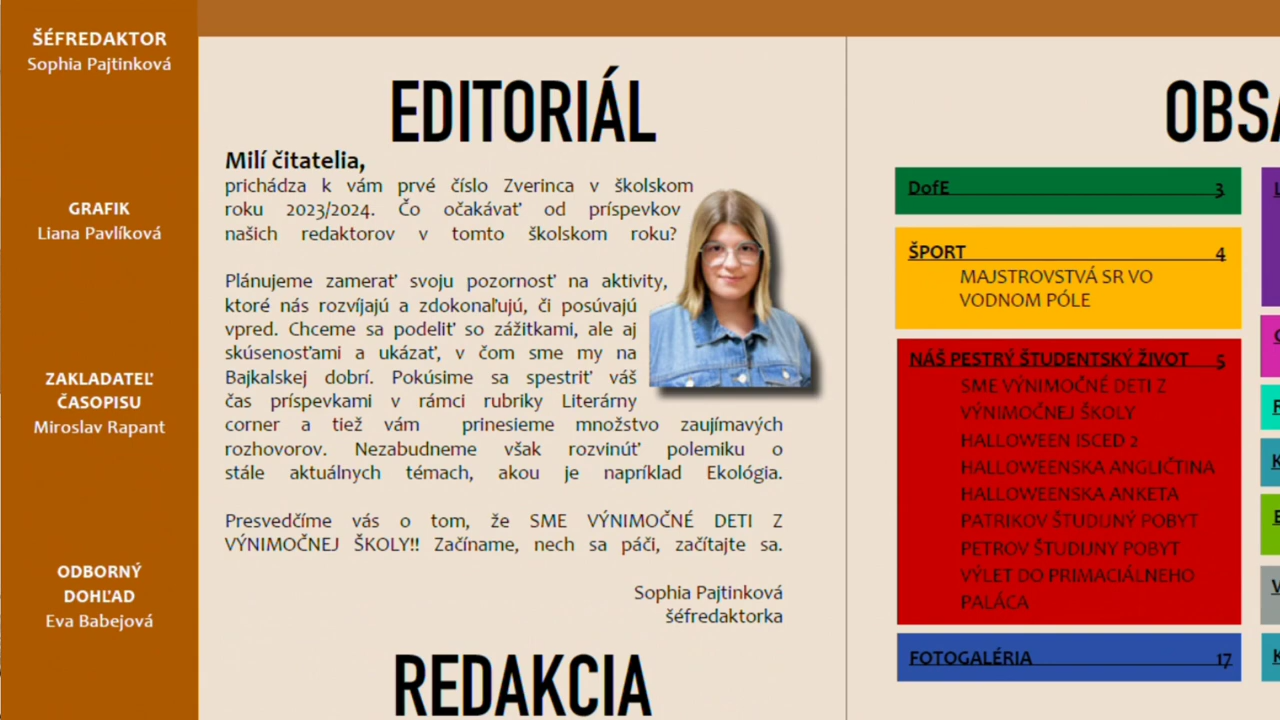 ŠÉFREDAKTOR
Sophia Pajtinková
GRAFIK
Liana Pavlíková
ZAKLADATEĽ
ČASOPISU
Miroslav Rapant
ODBORNÝ
DOHĽAD
Eva Babejová
EDITORIÁL
Milí čitatelia,
prichádza k vám prvé číslo Zverinca v školskom
roku 2023/2024. Čo očakávať od príspevkov
našich redaktorov v tomto školskom roku?
Plánujeme zamerať svoju pozornosť na aktivity,
ktoré nás rozvíjajú a zdokonaľujú, či posúvajú
vpred. Chceme sa podeliť so zážitkami, ale aj
skúsenosťami a ukázať, v čom sme my na
Bajkalskej dobrí. Pokúsime sa spestriť váš
čas príspevkami v rámci rubriky Literárny
corner a tiež vám prinesieme množstvo zaujímavých
rozhovorov. Nezabudneme však rozvinúť polemiku o
stále aktuálnych témach, akou je napríklad Ekológia.
Presvedčíme vás o tom, že SME VÝNIMOČNÉ DETI Z
VÝNIMOČNEJ ŠKOLY!! Začíname, nech sa páči, začítajte sa.
Sophia Pajtinková
šéfredaktorka
REDAKCIA
DofE 3
ŠPORT 4
MAJSTROVSTVÁ SR VO
VODNOM PÓLE
NÁŠ PESTRÝ ŠTUDENTSKÝ ŽIVOT 5
SME VÝNIMOČNÉ DETI Z
VÝNIMOČNEJ ŠKOLY
HALLOWEEN ISCED 2
HALLOWEENSKA ANGLIČTINA
HALLOWEENSKA ANKETA
PATRIKOV ŠTUDIJNÝ POBYT
PETROV ŠTUDIJNY POBYT
VÝLET DO PRIMACIÁLNEHO
PALÁCA
FOTOGALÉRIA 17